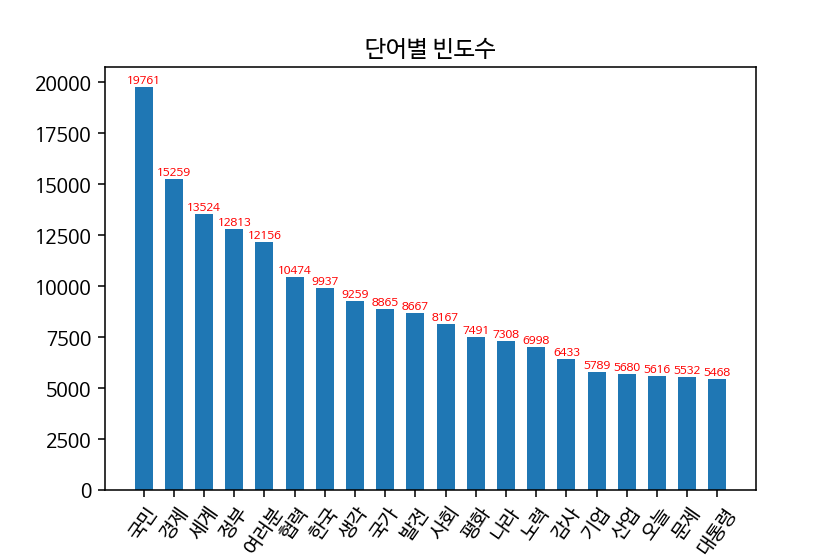 단어별 빈도수
20000
17500
15000
12500
10000
7500
5000
2500
0
19761
15259
13524
12813
12156
10474
9937
9259
8865
8667
8167
7491
7308
6998
6433
5789
5680
5616
5532
5468
국민
경제
세계
정부
여러분
협력
한국
생각
국가
발전
사회
평화
나라
노력
감사
기업
산업
오늘
문제
대통령